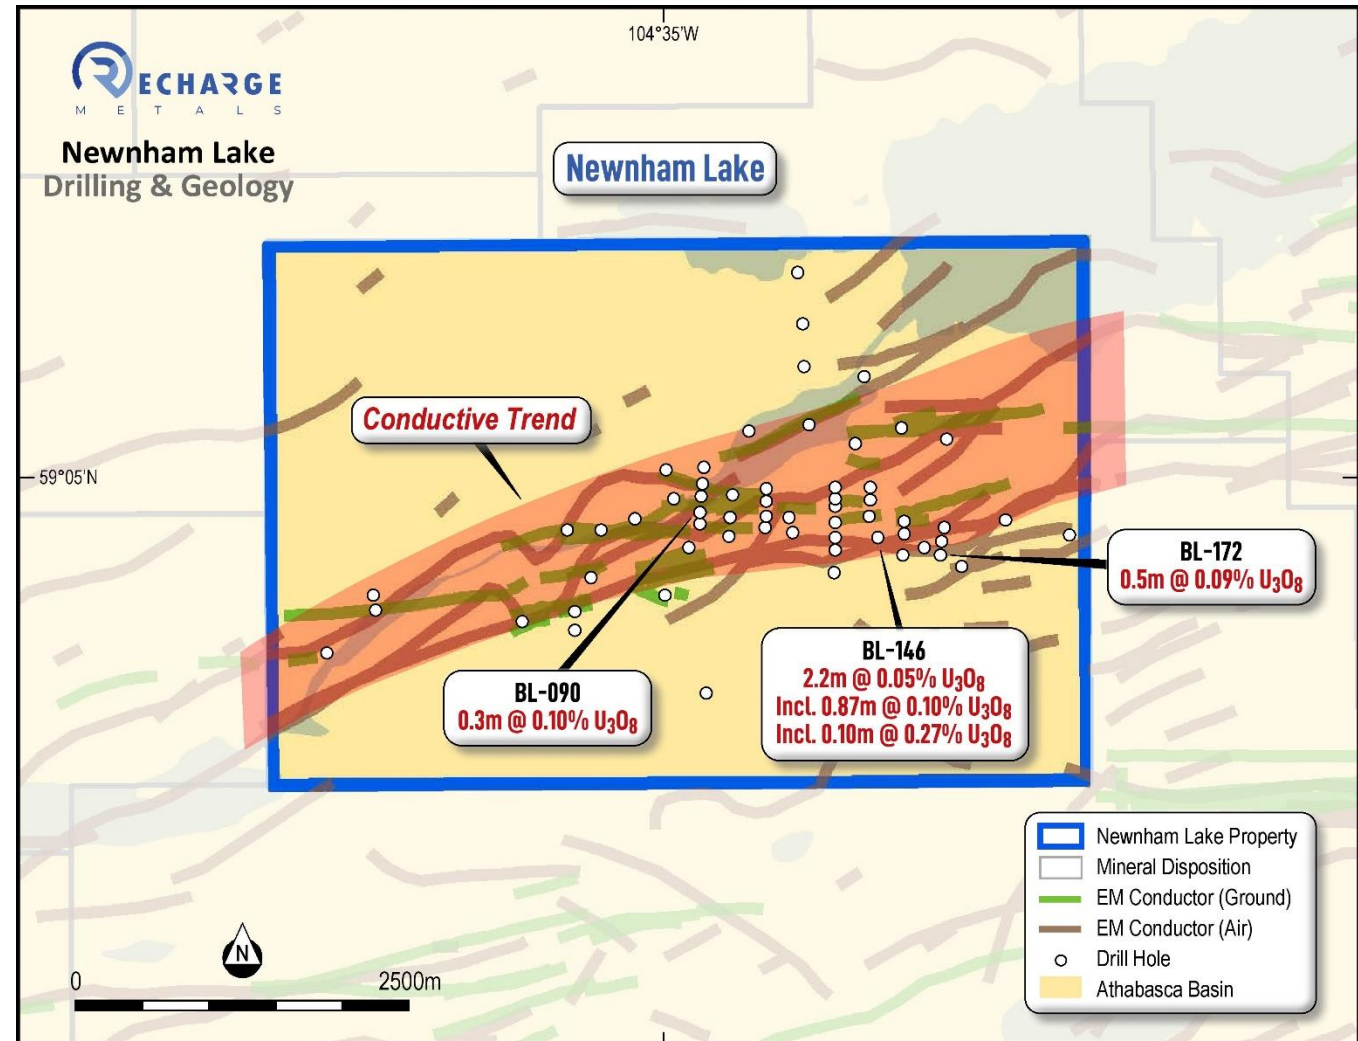 104°35'W
RECHARGE
METALS
Newnham Lake
Drilling & Geology
Newnham Lake
Conductive Trend
59°05'N
BL-172
0.5m @ 0.09% U₃O₈
BL-146
2.2m @ 0.05% U₃O₈
Incl. 0.87m @ 0.10% U₃O₈
Incl. 0.10m @ 0.27% U₃O₈
BL-090
0.3m @ 0.10% U₃O₈
Newnham Lake Property
Mineral Disposition
EM Conductor (Ground)
EM Conductor (Air)
Drill Hole
Athabasca Basin
N
0 2500m